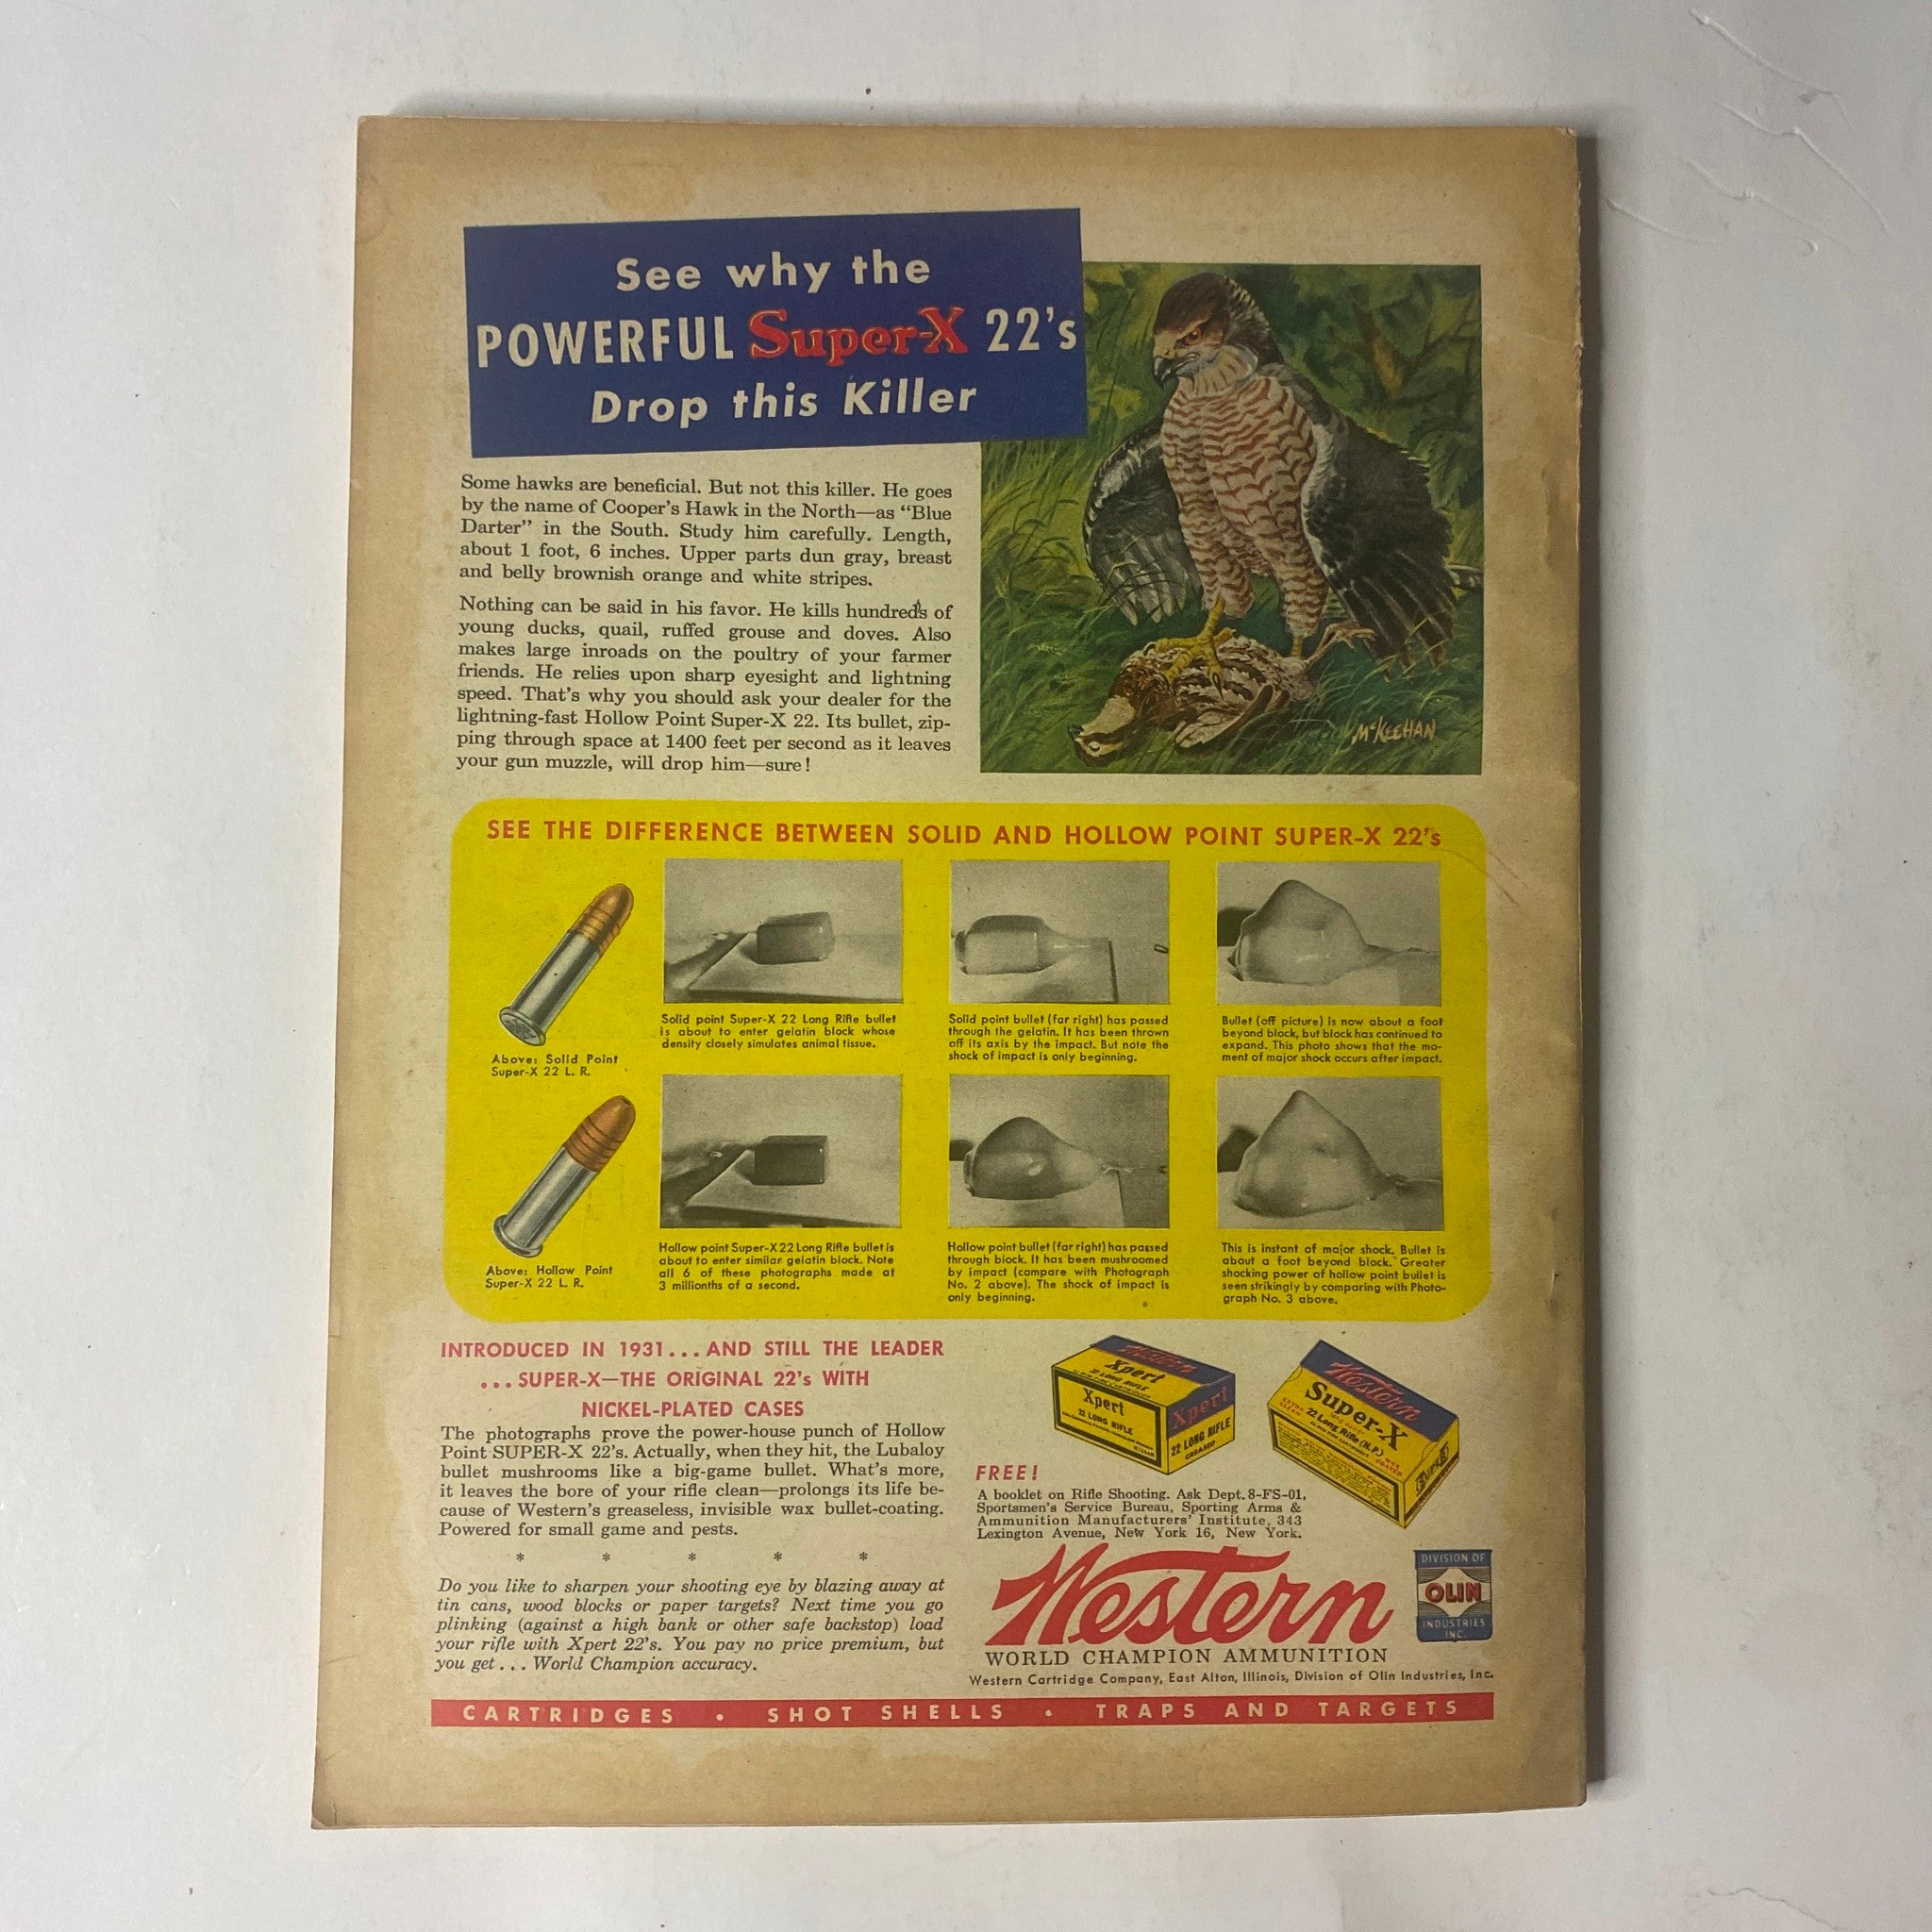 See why the
POWERFUL Super-X 22's
Drop this Killer
Some hawks are beneficial. But not this killer. He goes
by the name of Cooper's Hawk in the North—as “Blue
Darter” in the South. Study him carefully. Length,
about 1 foot, 6 inches. Upper parts dun gray, breast
and belly brownish orange and white stripes.
Nothing can be said in his favor. He kills hundreds of
young ducks, quail, ruffed grouse and doves. Also
makes large inroads on the poultry of your farmer
friends. He relies upon sharp eyesight and lightning
speed. That's why you should ask your dealer for the
lightning-fast Hollow Point Super-X 22. Its bullet, zip-
ping through space at 1400 feet per second as it leaves
your gun muzzle, will drop him—sure!
McKEEHAN
SEE THE DIFFERENCE BETWEEN SOLID AND HOLLOW POINT SUPER-X 22's
Above: Solid Point
Super-X 22 L. R.
Solid point Super-X 22 Long Rifle bullet
is about to enter gelatin block whose
density closely simulates animal tissue.
Solid point bullet (far right) has passed
through the gelatin. It has been thrown
off its axis by the impact. But note the
shock of impact is only beginning.
Bullet (off picture) is now about a foot
beyond block, but block has continued to
expand. This photo shows that the mo-
ment of major shock occurs after impact.
Above: Hollow Point
Super-X 22 L. R.
Hollow point Super-X 22 Long Rifle bullet is
about to enter similar gelatin block. Note
all 6 of these photographs made at
3 millionths of a second.
Hollow point bullet (far right) has passed
through block. It has been mushroomed
by impact (compare with Photograph
No. 2 above). The shock of impact is
only beginning.
This is instant of major shock. Bullet is
about a foot beyond block. Greater
shocking power of hollow point bullet is
seen strikingly by comparing with Photo-
graph No. 3 above.
INTRODUCED IN 1931...AND STILL THE LEADER
...SUPER-X—THE ORIGINAL 22's WITH
NICKEL-PLATED CASES
The photographs prove the power-house punch of Hollow
Point SUPER-X 22's. Actually, when they hit, the Lubaloy
bullet mushrooms like a big-game bullet. What's more,
it leaves the bore of your rifle clean—prolongs its life be-
cause of Western's greaseless, invisible wax bullet-coating.
Powered for small game and pests.
* * * * *
Do you like to sharpen your shooting eye by blazing away at
tin cans, wood blocks or paper targets? Next time you go
plinking (against a high bank or other safe backstop) load
your rifle with Xpert 22's. You pay no price premium, but
you get... World Champion accuracy.
Western
Xpert
22 LONG RIFLE
Xpert
22 LONG RIFLE
Xpert
22 LONG RIFLE
GREASED
Western
Super-X
22 Long Rifle (H.P.)
WAX
COATED
FREE!
A booklet on Rifle Shooting. Ask Dept. 8-FS-01,
Sportsmen's Service Bureau, Sporting Arms &
Ammunition Manufacturers' Institute, 343
Lexington Avenue, New York 16, New York.
Western
WORLD CHAMPION AMMUNITION
DIVISION OF
OLIN
INDUSTRIES
INC.
Western Cartridge Company, East Alton, Illinois, Division of Olin Industries, Inc.
CARTRIDGES • SHOT SHELLS • TRAPS AND TARGETS